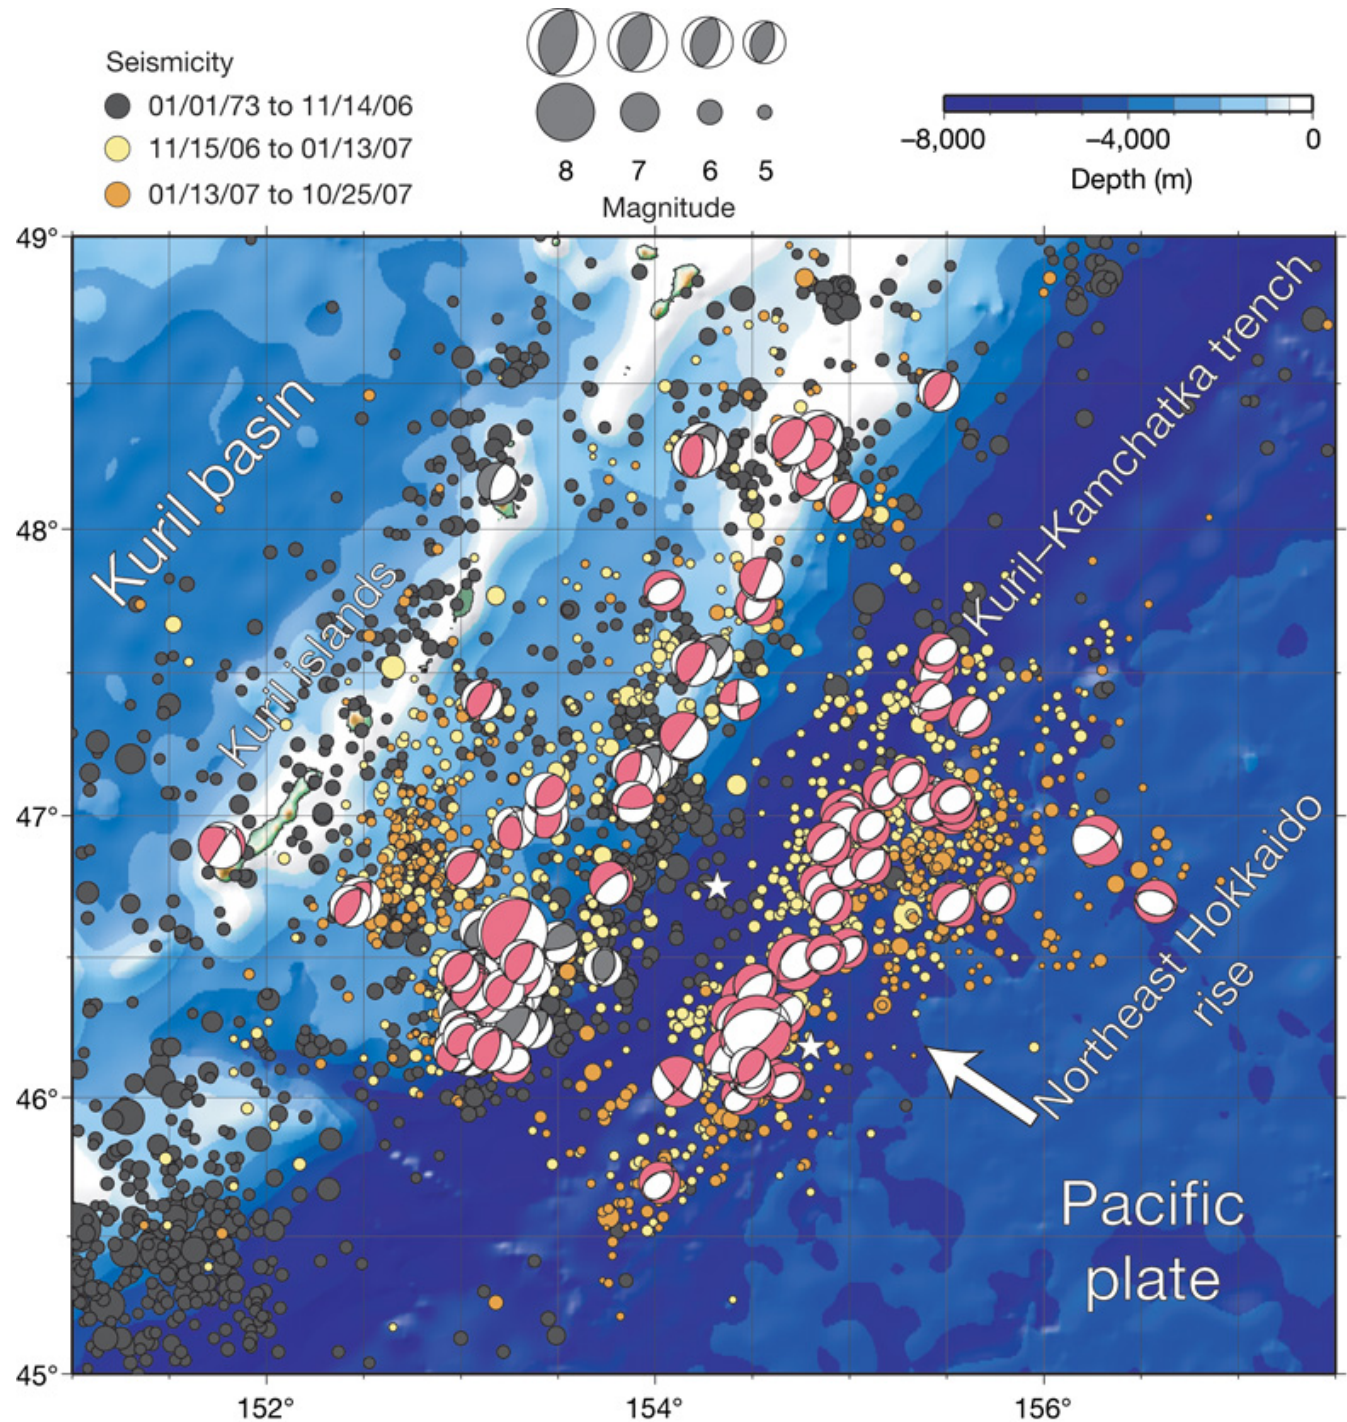 Seismicity
01/01/73 to 11/14/06
11/15/06 to 01/13/07
01/13/07 to 10/25/07
8 7 6 5
Magnitude
–8,000 –4,000 0
Depth (m)
49°
48°
47°
46°
45°
152° 154° 156°
Kuril basin
Kuril islands
Kuril–Kamchatka trench
Northeast Hokkaido
rise
Pacific
plate